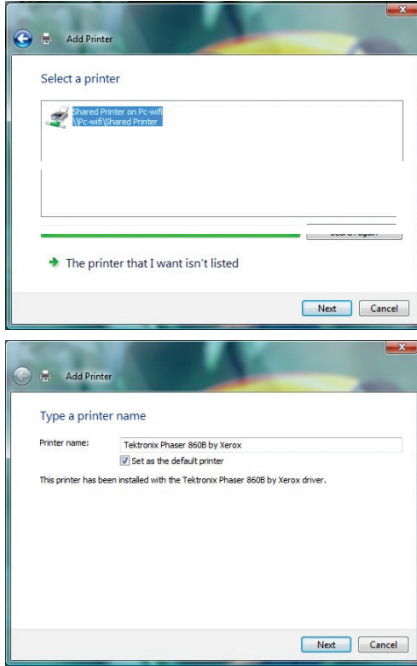 Add Printer
Select a printer
Shared Printer on Pc-wifi
\\Pc-wifi\Shared Printer
The printer that I want isn't listed
Next
Cancel
Add Printer
Type a printer name
Printer name:
Tektronix Phaser 860B by Xerox
Set as the default printer
This printer has been installed with the Tektronix Phaser 860B by Xerox driver.
Next
Cancel